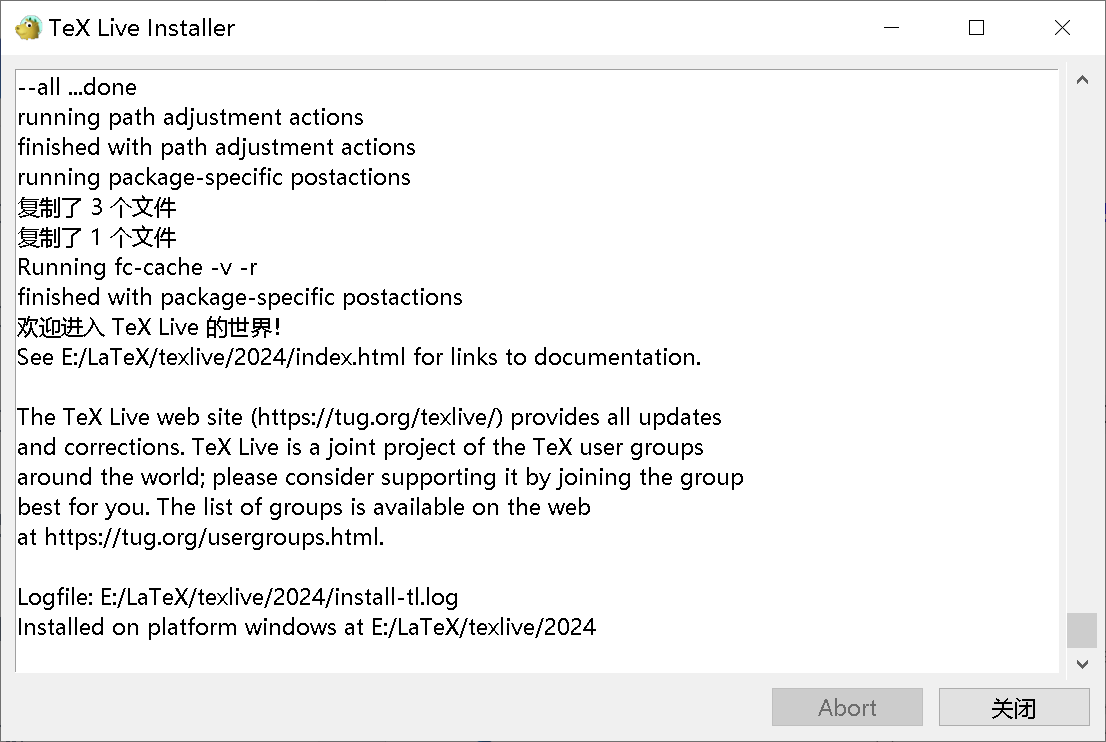 TeX Live Installer
--all ...done
running path adjustment actions
finished with path adjustment actions
running package-specific postactions
复制了 3 个文件
复制了 1 个文件
Running fc-cache -v -r
finished with package-specific postactions
欢迎进入 TeX Live 的世界!
See E:/LaTeX/texlive/2024/index.html for links to documentation.
The TeX Live web site (https://tug.org/texlive/) provides all updates
and corrections. TeX Live is a joint project of the TeX user groups
around the world; please consider supporting it by joining the group
best for you. The list of groups is available on the web
at https://tug.org/usergroups.html.
Logfile: E:/LaTeX/texlive/2024/install-tl.log
Installed on platform windows at E:/LaTeX/texlive/2024
Abort
关闭